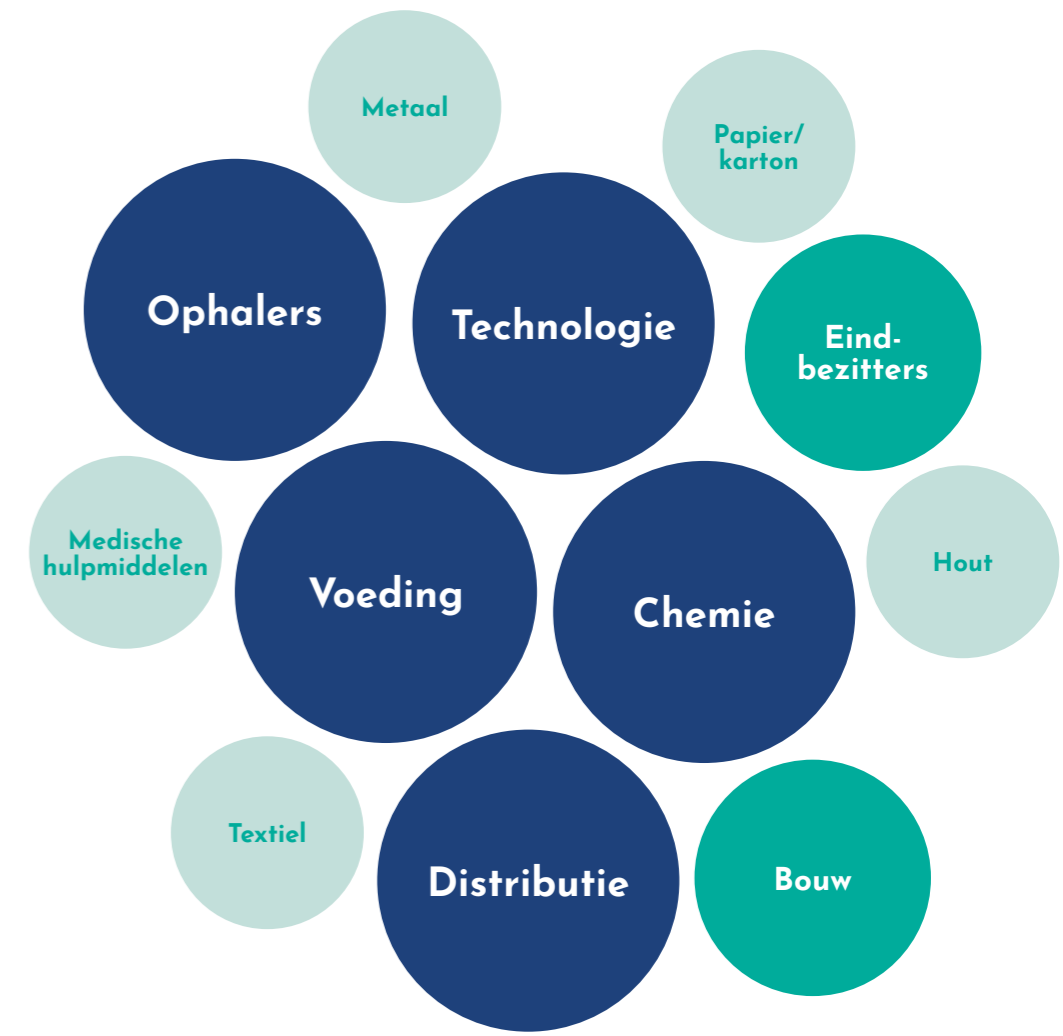 Metaal
Papier/
karton
Ophalers
Technologie
Eind-
bezitters
Medische
hulpmiddelen
Voeding
Chemie
Hout
Textiel
Distributie
Bouw